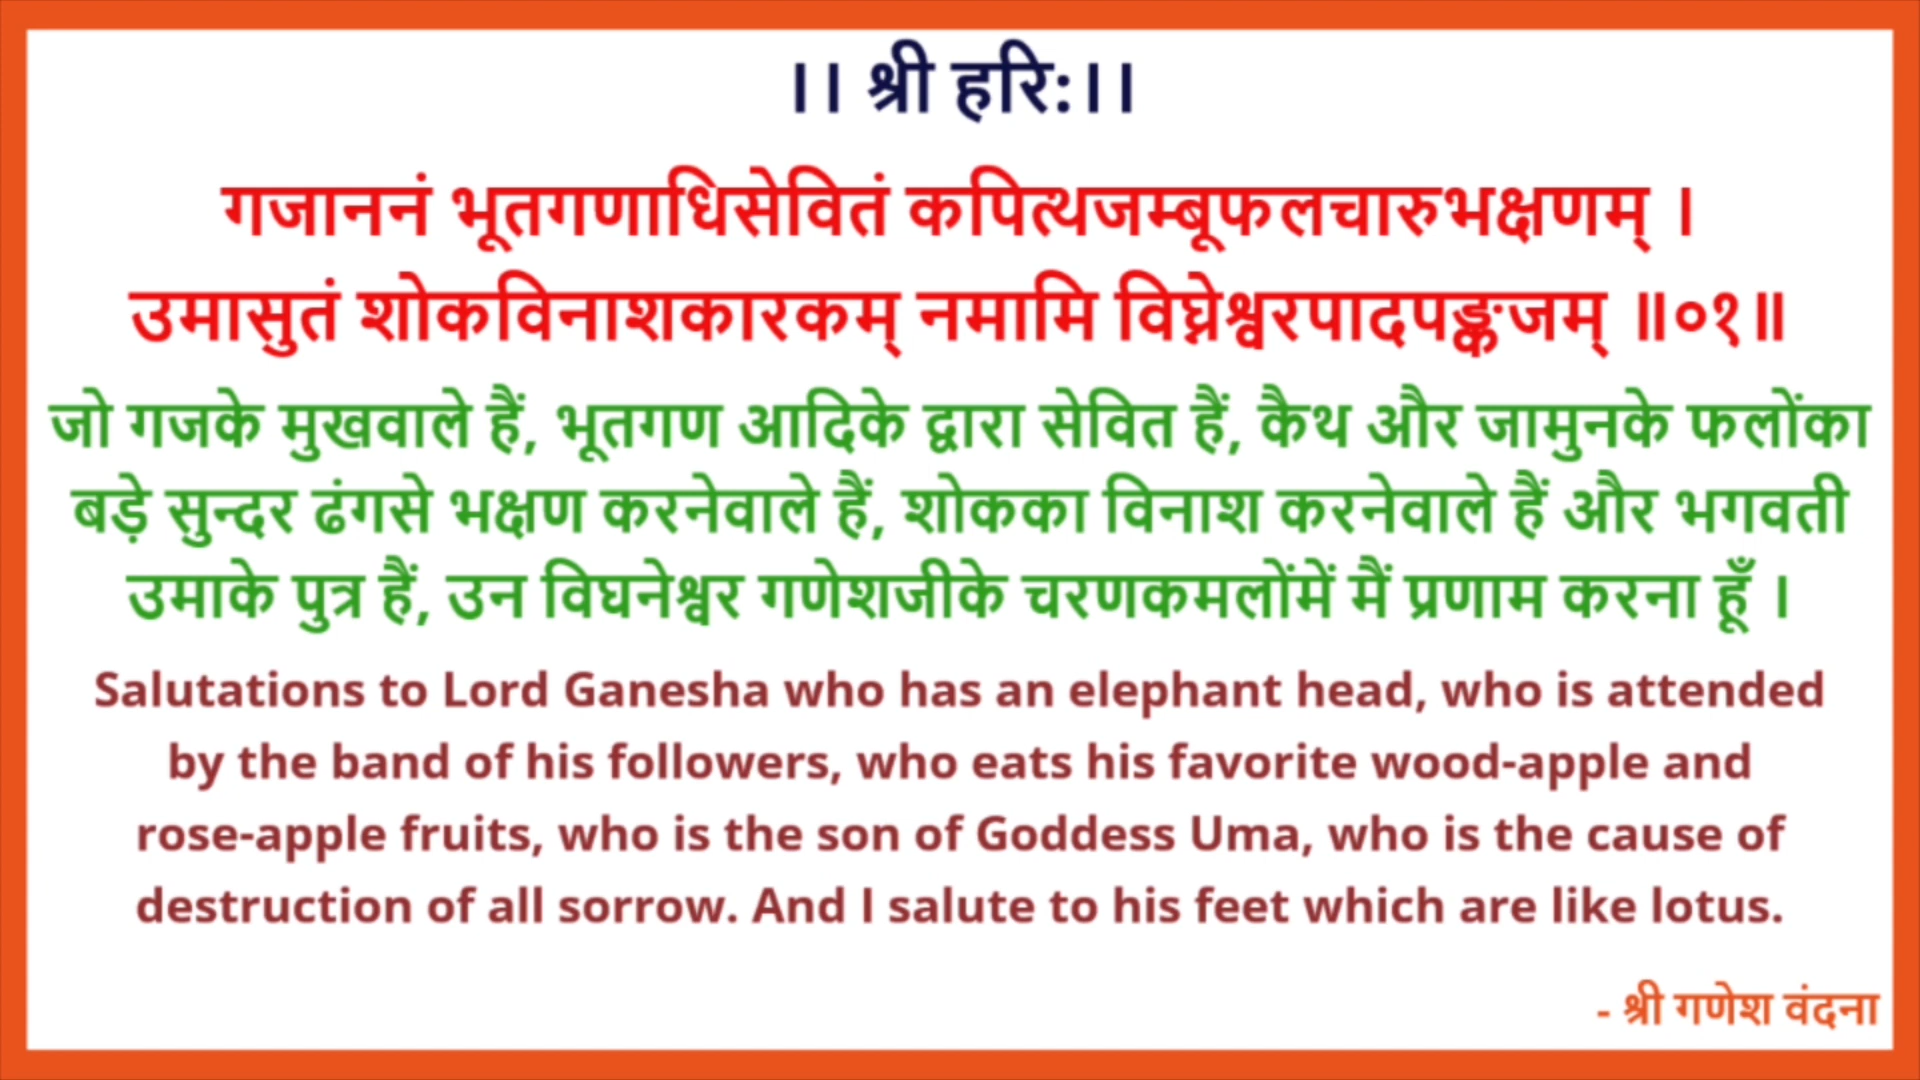 ।। श्री हरि:।।
गजाननं भूतगणाधिसेवितं कपित्थजम्बूफलचारुभक्षणम् ।
उमासुतं शोकविनाशकारकम् नमामि विघ्नेश्वरपादपङ्कजम् ॥०१॥
जो गजके मुखवाले हैं, भूतगण आदिके द्वारा सेवित हैं, कैथ और जामुनके फलोंका
बड़े सुन्दर ढंगसे भक्षण करनेवाले हैं, शोकका विनाश करनेवाले हैं और भगवती
उमाके पुत्र हैं, उन विघनेश्वर गणेशजीके चरणकमलोंमें मैं प्रणाम करना हूँ ।
Salutations to Lord Ganesha who has an elephant head, who is attended
by the band of his followers, who eats his favorite wood-apple and
rose-apple fruits, who is the son of Goddess Uma, who is the cause of
destruction of all sorrow. And I salute to his feet which are like lotus.
- श्री गणेश वंदना